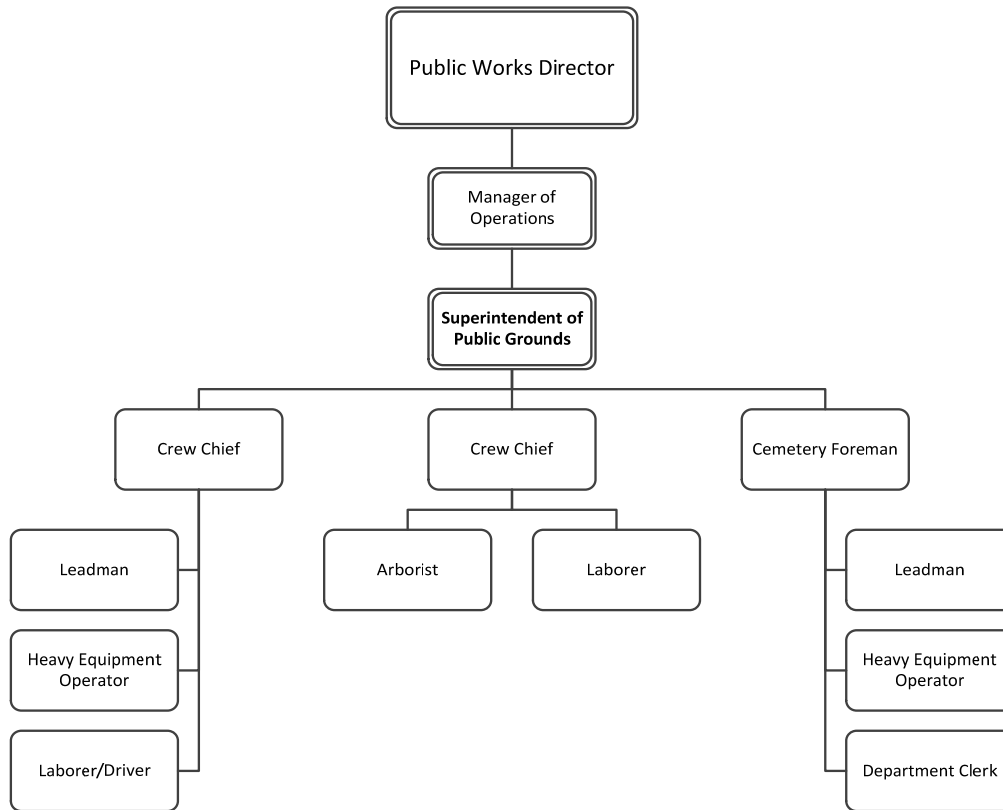 Public Works Director
Manager of
Operations
Superintendent of
Public Grounds
Crew Chief
Crew Chief
Cemetery Foreman
Leadman
Arborist
Laborer
Leadman
Heavy Equipment
Operator
Heavy Equipment
Operator
Laborer/Driver
Department Clerk